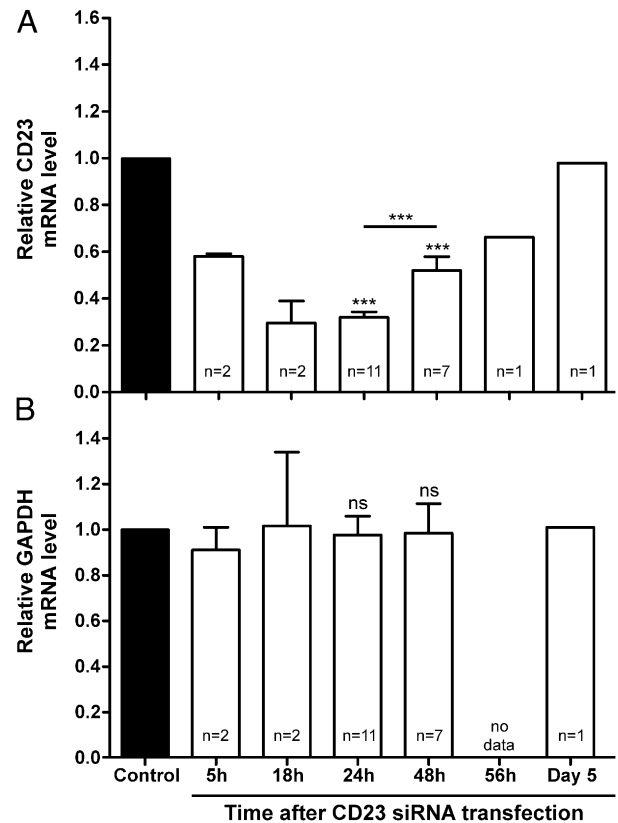 A
Relative CD23
mRNA level
1.6
1.4
1.2
1.0
0.8
0.6
0.4
0.2
0.0
***
***
***
n=2
n=2
n=11
n=7
n=1
n=1
B
Relative GAPDH
mRNA level
1.4
1.2
1.0
0.8
0.6
0.4
0.2
0.0
ns
ns
n=2
n=2
n=11
n=7
no
data
n=1
Control
5h
18h
24h
48h
56h
Day 5
Time after CD23 siRNA transfection